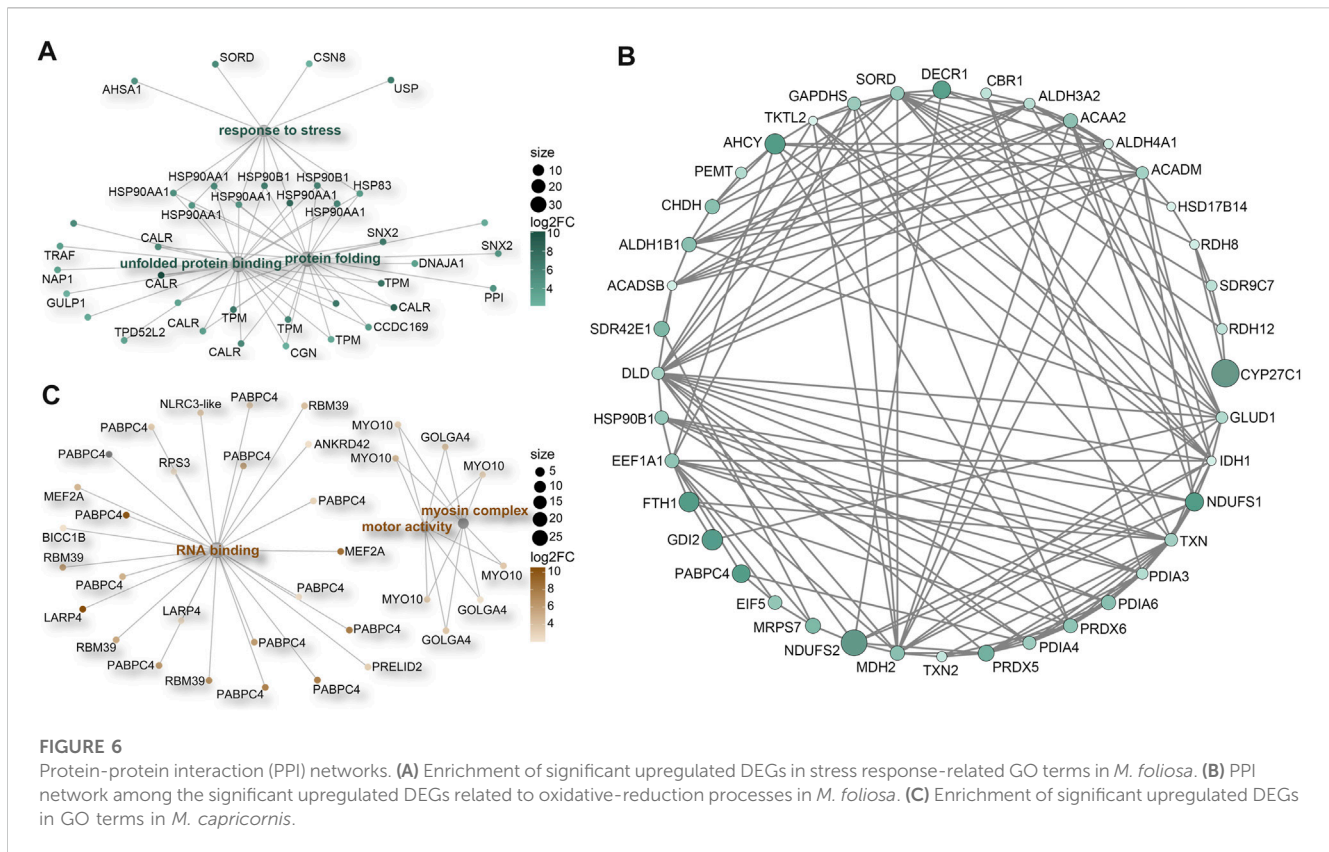 A
SORD
CSN8
AHSA1
USP
response to stress
HSP90AA1
HSP90B1
HSP90B1
HSP90AA1
HSP90AA1
HSP83
HSP90AA1
HSP90AA1
HSP90AA1
SNX2
CALR
SNX2
TRAF
unfolded protein binding
protein folding
DNAJA1
NAP1
CALR
TPM
PPI
GULP1
CALR
TPD52L2
CALR
TPM
TPM
CCDC169
CALR
CGN
TPM
size
10
20
30
log2FC
10
8
6
4
B
SORD
DECR1
CBR1
GAPDHS
ALDH3A2
TKTL2
ACAA2
AHCY
ALDH4A1
PEMT
ACADM
CHDH
HSD17B14
ALDH1B1
RDH8
ACADSB
SDR9C7
SDR42E1
RDH12
DLD
CYP27C1
HSP90B1
GLUD1
EEF1A1
IDH1
FTH1
NDUFS1
GDI2
TXN
PABPC4
PDIA3
EIF5
PDIA6
MRPS7
PRDX6
NDUFS2
PDIA4
MDH2
TXN2
PRDX5
C
NLRC3-like
PABPC4
RBM39
PABPC4
ANKRD42
PABPC4
RPS3
PABPC4
MEF2A
PABPC4
PABPC4
BICC1B
RNA binding
MEF2A
RBM39
PABPC4
PABPC4
LARP4
LARP4
PABPC4
RBM39
PABPC4
PRELID2
PABPC4
RBM39
PABPC4
PABPC4
MYO10
GOLGA4
MYO10
MYO10
myosin complex
motor activity
MYO10
MYO10
GOLGA4
GOLGA4
size
5
10
15
20
25
log2FC
10
8
6
4
FIGURE 6
Protein-protein interaction (PPI) networks. (A) Enrichment of significant upregulated DEGs in stress response-related GO terms in M. foliosa. (B) PPI
network among the significant upregulated DEGs related to oxidative-reduction processes in M. foliosa. (C) Enrichment of significant upregulated DEGs
in GO terms in M. capricornis.